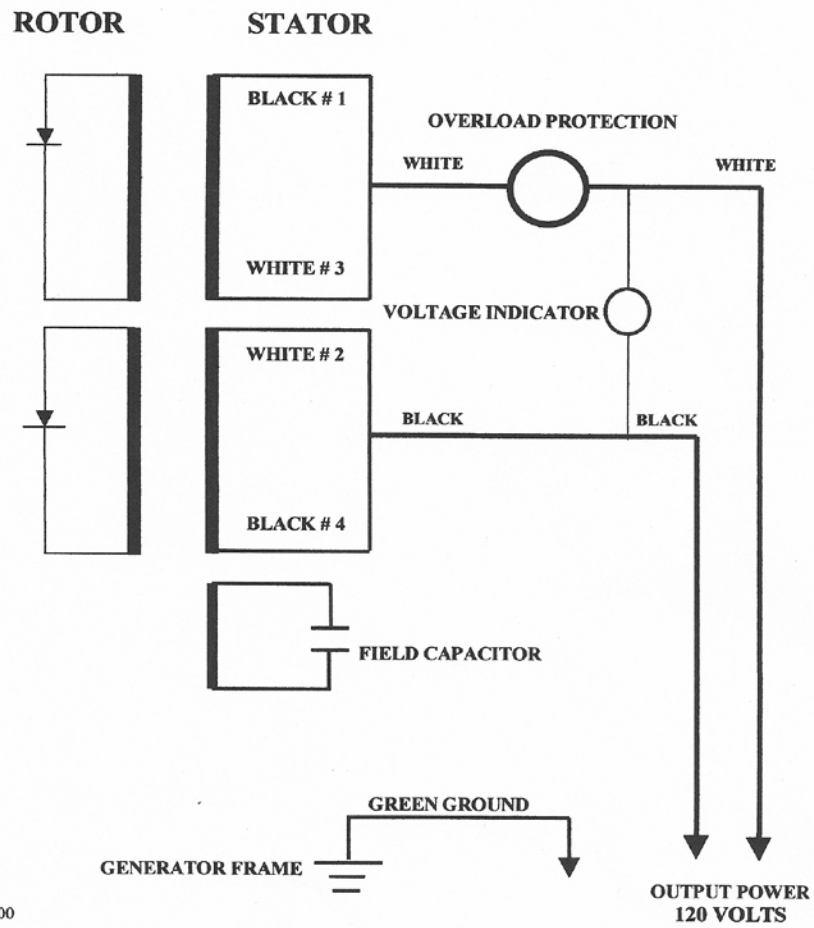 ROTOR
STATOR
BLACK # 1
OVERLOAD PROTECTION
WHITE
WHITE
WHITE # 3
VOLTAGE INDICATOR
WHITE # 2
BLACK
BLACK
BLACK # 4
FIELD CAPACITOR
GREEN GROUND
GENERATOR FRAME
OUTPUT POWER
120 VOLTS
00